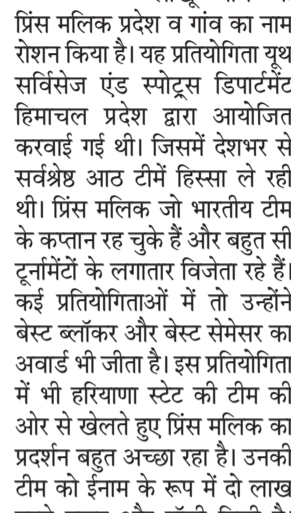 प्रिंस मलिक प्रदेश व गांव का नाम
रोशन किया है। यह प्रतियोगिता यूथ
सर्विसेज एंड स्पोट्र्स डिपार्टमेंट
हिमाचल प्रदेश द्वारा आयोजित
करवाई गई थी। जिसमें देशभर से
सर्वश्रेष्ठ आठ टीमें हिस्सा ले रही
थी। प्रिंस मलिक जो भारतीय टीम
के कप्तान रह चुके हैं और बहुत सी
टूर्नामेंटों के लगातार विजेता रहे हैं।
कई प्रतियोगिताओं में तो उन्होंने
बेस्ट ब्लॉकर और बेस्ट सेमेसर का
अवार्ड भी जीता है। इस प्रतियोगिता
में भी हरियाणा स्टेट की टीम की
ओर से खेलते हुए प्रिंस मलिक का
प्रदर्शन बहुत अच्छा रहा है। उनकी
टीम को ईनाम के रूप में दो लाख